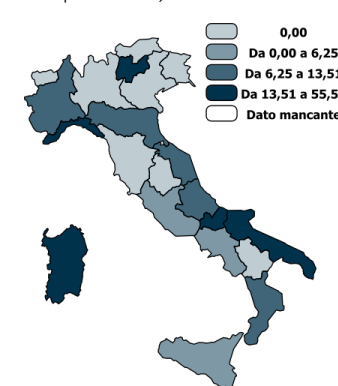 0,00
Da 0,00 a 6,25
Da 6,25 a 13,51
Da 13,51 a 55,5
Dato mancante